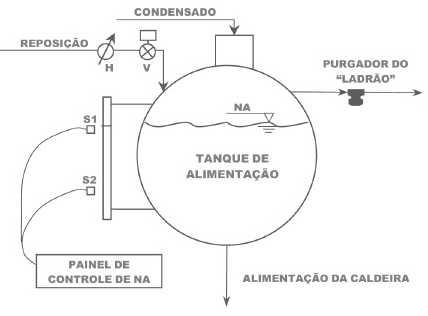 CONDENSADO
REPOSIÇÃO
H
V
PURGADOR DO
“LADRÃO”
NA
S1
TANQUE DE
ALIMENTAÇÃO
S2
PAINEL DE
CONTROLE DE NA
ALIMENTAÇÃO DA CALDEIRA